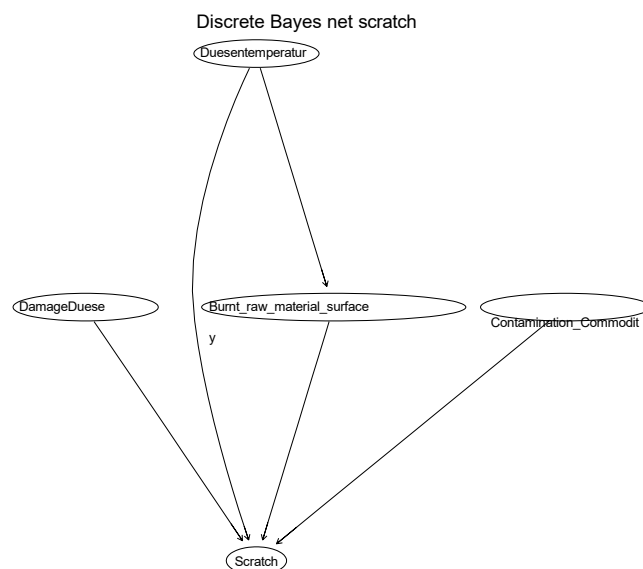 Discrete Bayes net scratch
Duesentemperatur
DamageDuese
Burnt_raw_material_surface
Contamination_Commodit
y
Scratch